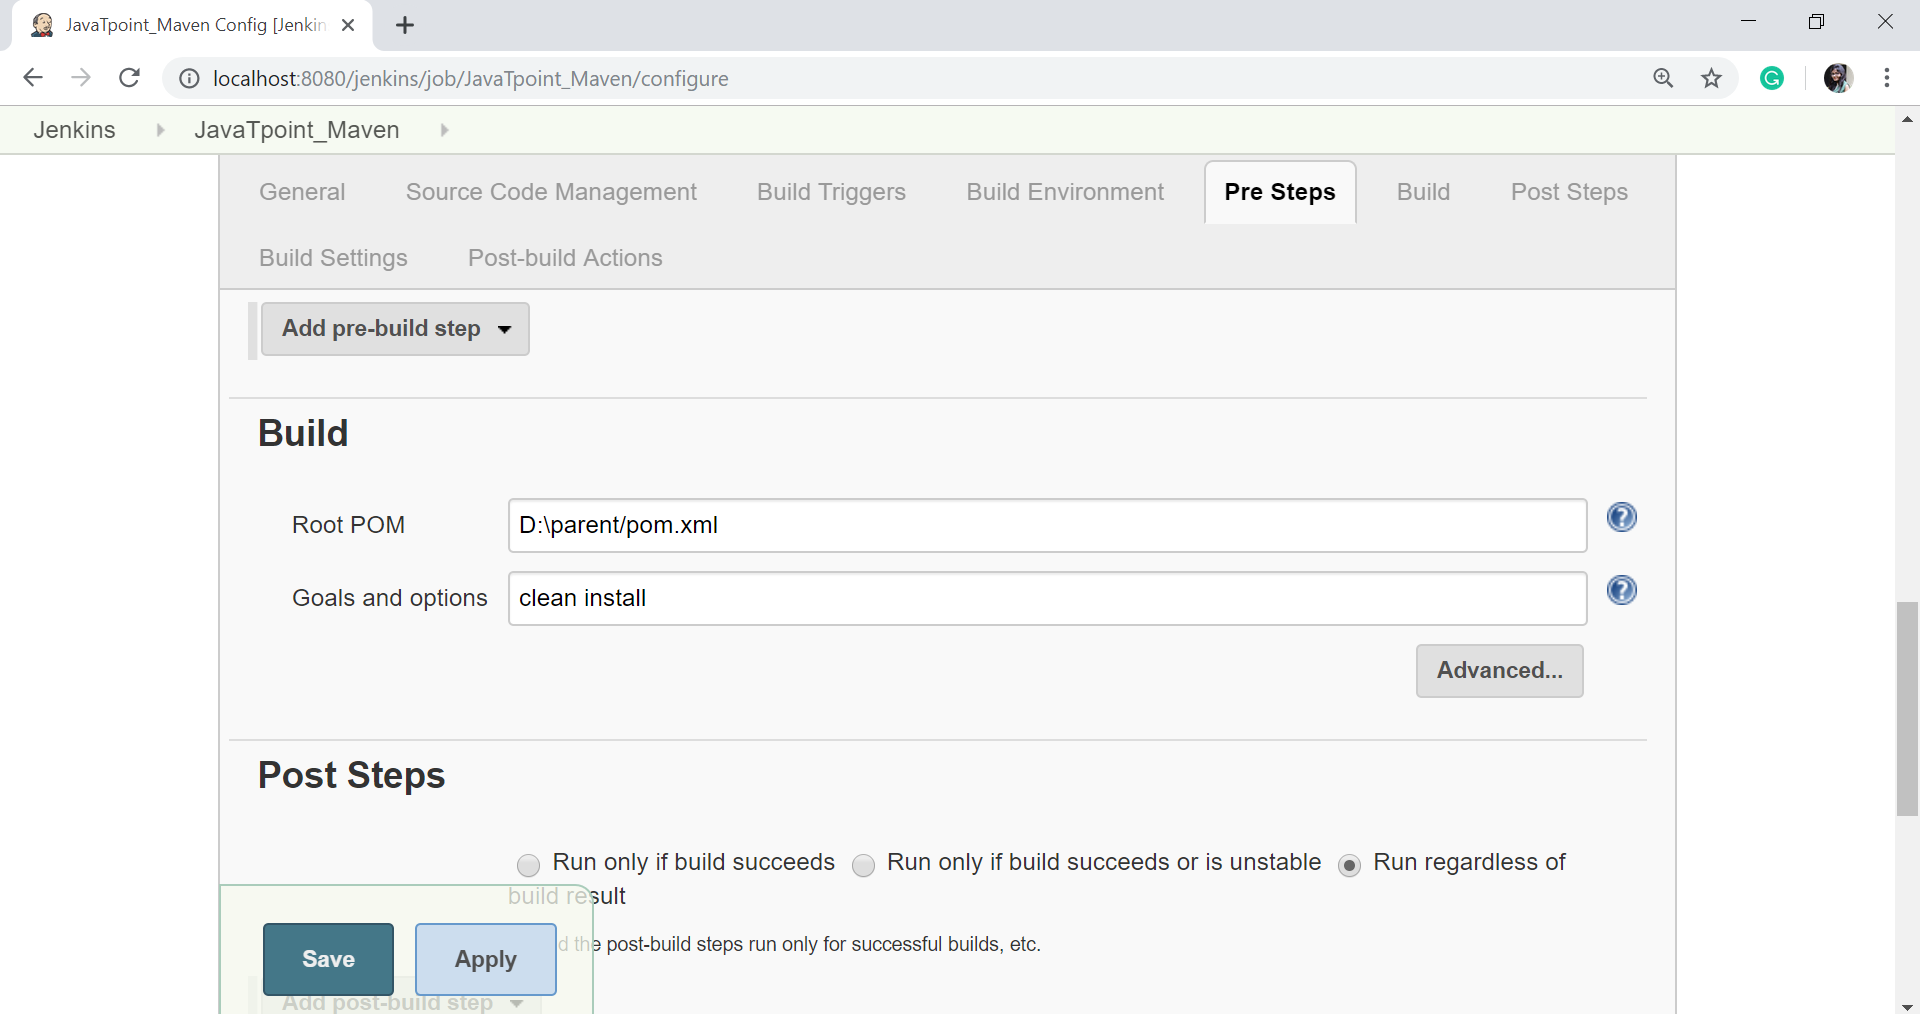 JavaTpoint_Maven Config [Jenkin
localhost:8080/jenkins/job/JavaTpoint_Maven/configure
Jenkins JavaTpoint_Maven
General Source Code Management Build Triggers Build Environment Pre Steps Build Post Steps
Build Settings Post-build Actions
Add pre-build step
Build
Root POM D:\parent/pom.xml
Goals and options clean install
Advanced...
Post Steps
Run only if build succeeds Run only if build succeeds or is unstable Run regardless of
build result
the post-build steps run only for successful builds, etc.
Save Apply
Add post-build step